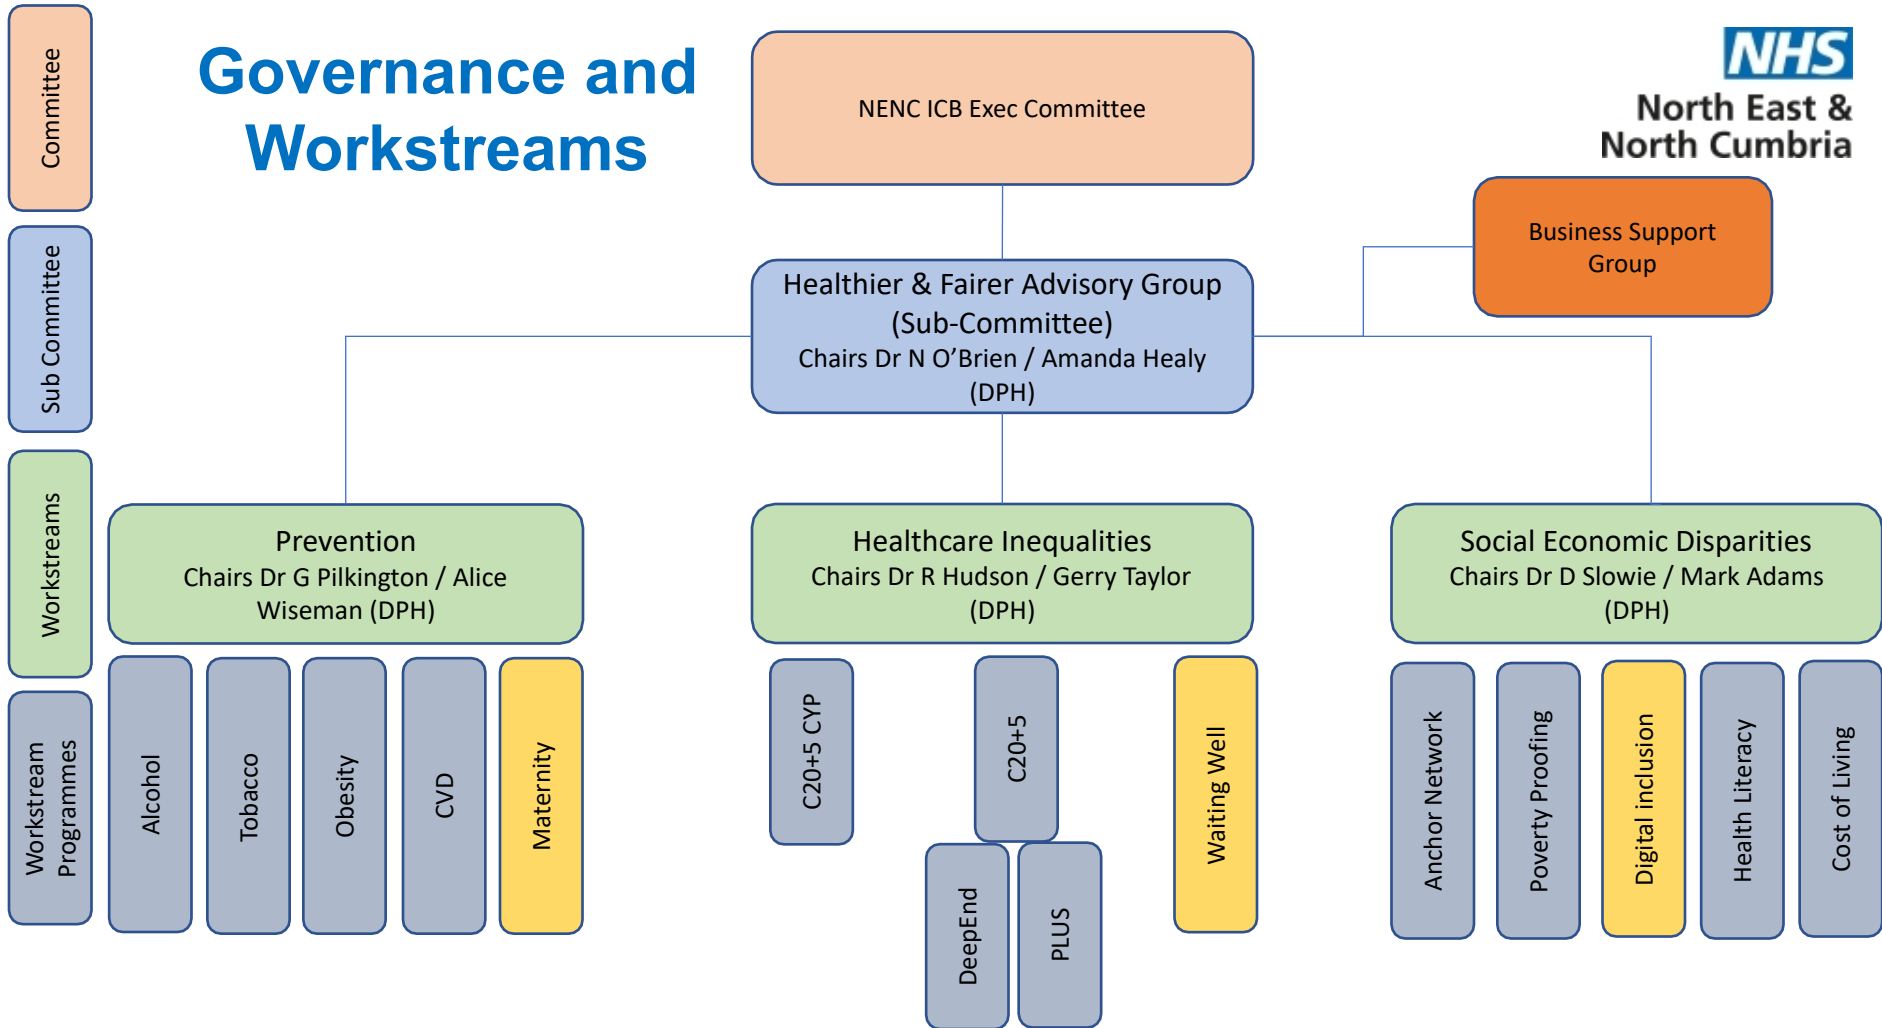 Governance and
Workstreams
NHS
North East &
North Cumbria
Committee
Sub Committee
Workstreams
Workstream
Programmes
NENC ICB Exec Committee
Business Support
Group
Healthier & Fairer Advisory Group
(Sub-Committee)
Chairs Dr N O’Brien / Amanda Healy
(DPH)
Prevention
Chairs Dr G Pilkington / Alice
Wiseman (DPH)
Healthcare Inequalities
Chairs Dr R Hudson / Gerry Taylor
(DPH)
Social Economic Disparities
Chairs Dr D Slowie / Mark Adams
(DPH)
Alcohol
Tobacco
Obesity
CVD
Maternity
C20+5 CYP
C20+5
DeepEnd
PLUS
Waiting Well
Anchor Network
Poverty Proofing
Digital inclusion
Health Literacy
Cost of Living